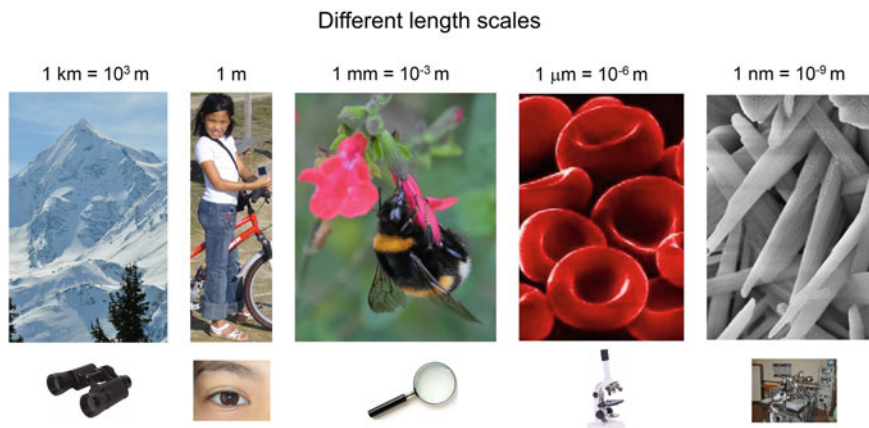 Different length scales
1 km = 10³ m
1 m
1 mm = 10⁻³ m
1 μm = 10⁻⁶ m
1 nm = 10⁻⁹ m